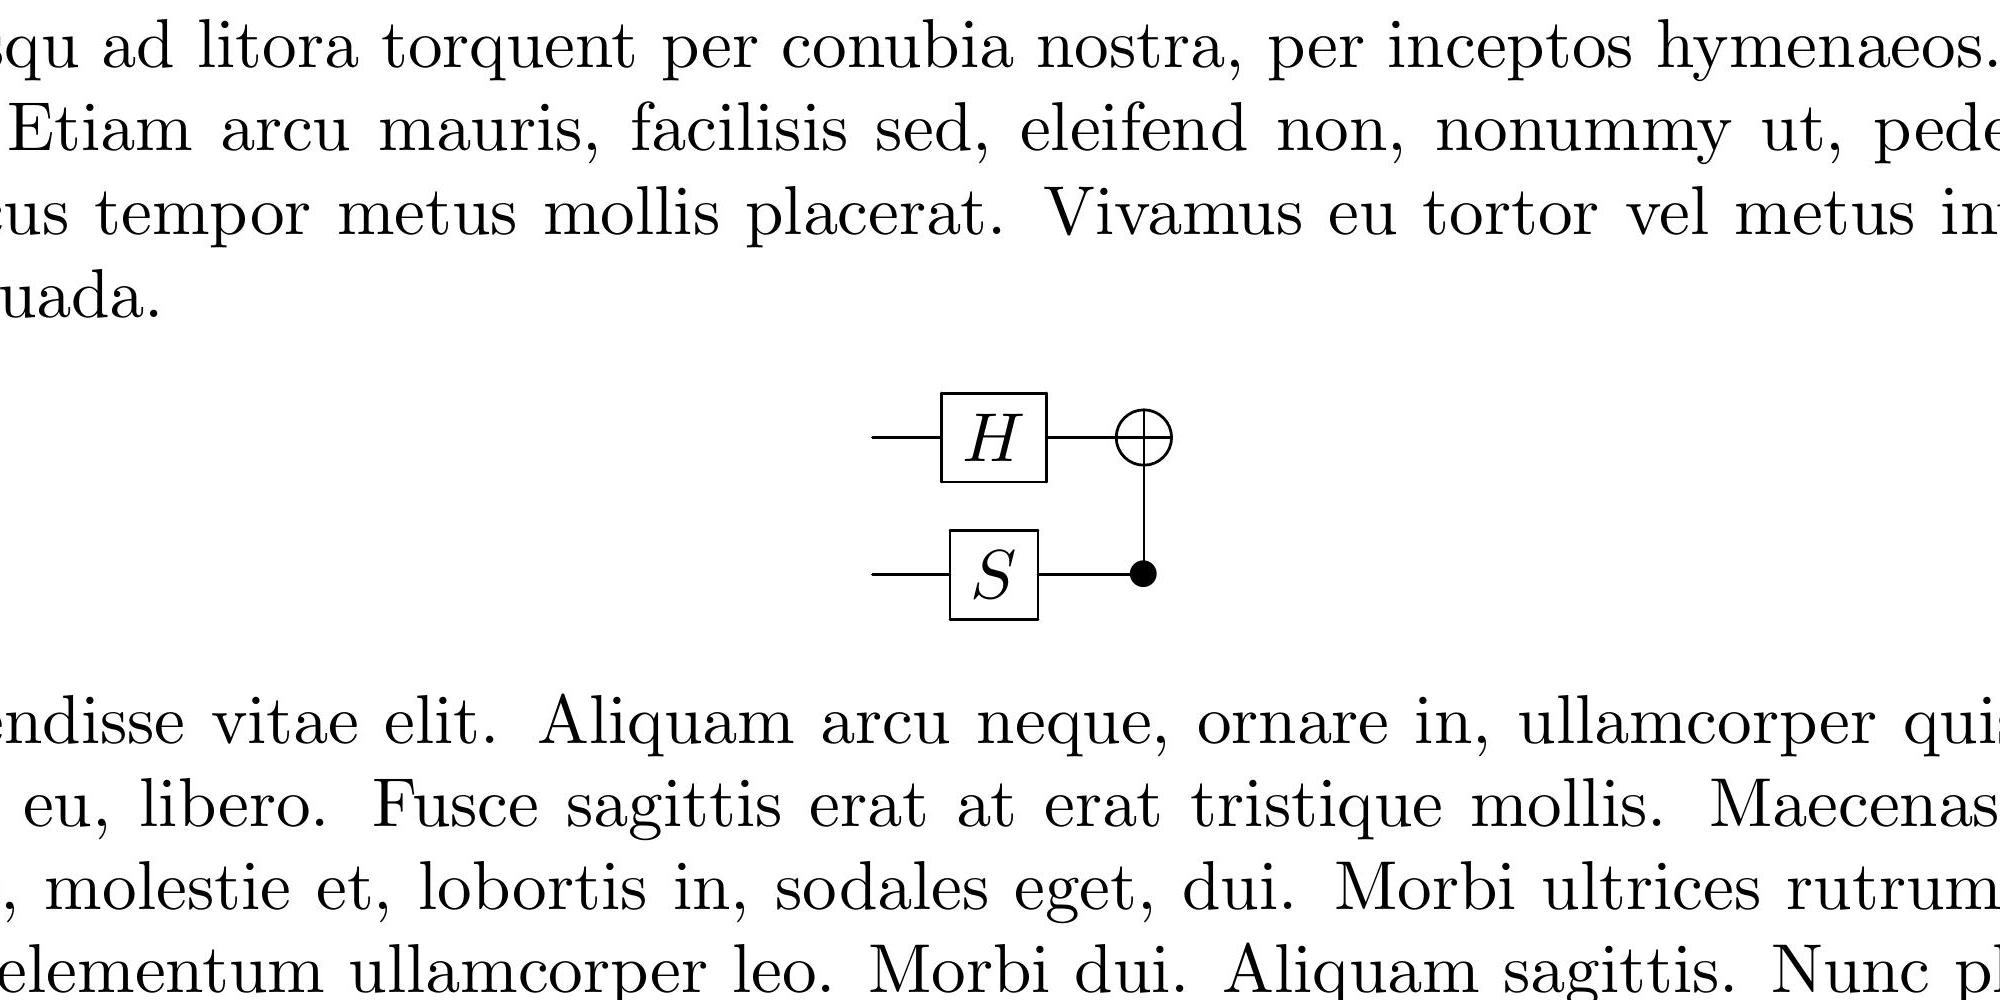 squ ad litora torquent per conubia nostra, per inceptos hymenaeos.
Etiam arcu mauris, facilisis sed, eleifend non, nonummy ut, pede
cus tempor metus mollis placerat. Vivamus eu tortor vel metus in
uada.
H
S
endisse vitae elit. Aliquam arcu neque, ornare in, ullamcorper quis
eu, libero. Fusce sagittis erat at erat tristique mollis. Maecenas
, molestie et, lobortis in, sodales eget, dui. Morbi ultrices rutrum
elementum ullamcorper leo. Morbi dui. Aliquam sagittis. Nunc pl